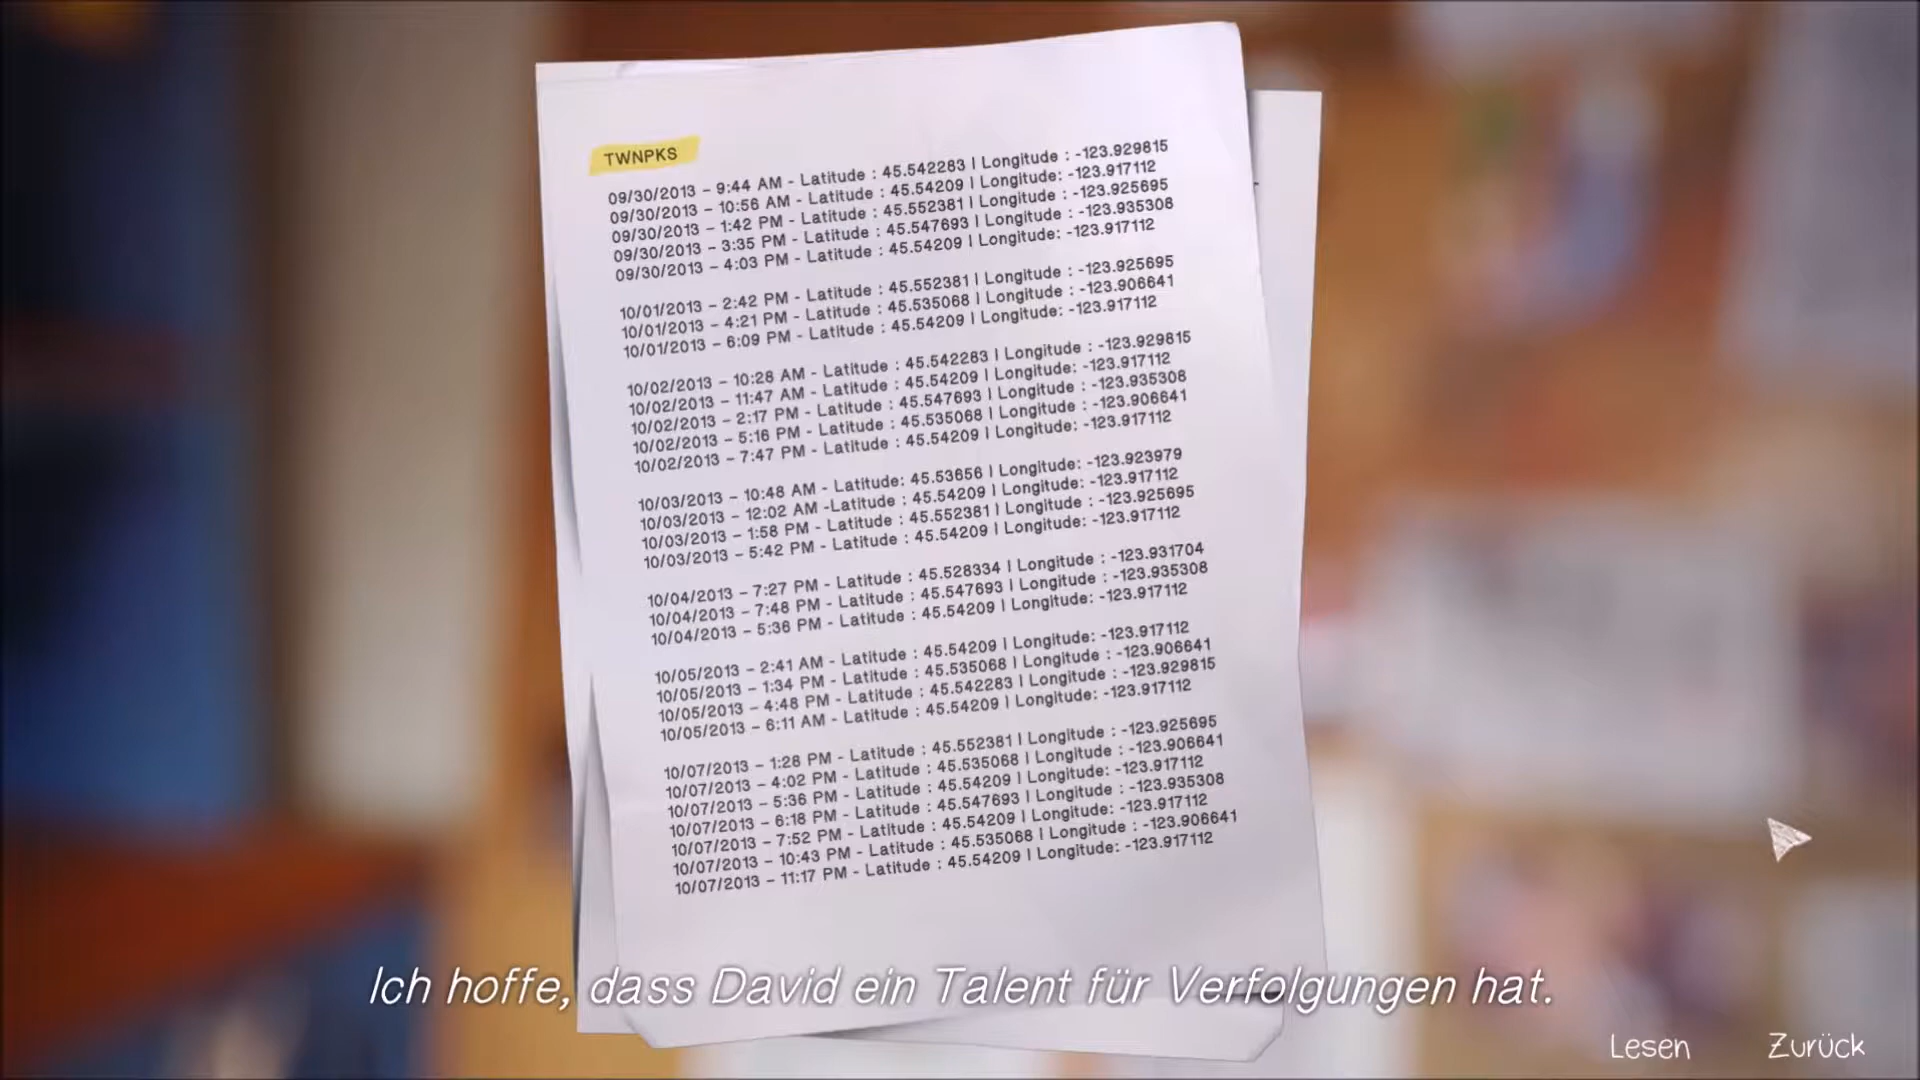 TWNPKS
09/30/2013 – 9:44 AM - Latitude : 45.542283 | Longitude : -123.929815
09/30/2013 – 10:56 AM - Latitude : 45.54209 | Longitude: -123.917112
09/30/2013 – 1:42 PM - Latitude : 45.552381 | Longitude : -123.925695
09/30/2013 – 3:35 PM - Latitude : 45.547693 | Longitude : -123.935308
09/30/2013 – 4:03 PM - Latitude : 45.54209 | Longitude: -123.917112
10/01/2013 – 2:42 PM - Latitude : 45.552381 | Longitude : -123.925695
10/01/2013 – 4:21 PM - Latitude : 45.535068 | Longitude : -123.906641
10/01/2013 – 6:09 PM - Latitude : 45.54209 | Longitude: -123.917112
10/02/2013 – 10:28 AM - Latitude : 45.542283 | Longitude : -123.929815
10/02/2013 – 11:47 AM - Latitude : 45.54209 | Longitude: -123.917112
10/02/2013 – 2:17 PM - Latitude : 45.547693 | Longitude : -123.935308
10/02/2013 – 5:16 PM - Latitude : 45.535068 | Longitude : -123.906641
10/02/2013 – 7:47 PM - Latitude : 45.54209 | Longitude: -123.917112
10/03/2013 – 10:48 AM - Latitude: 45.53656 | Longitude: -123.923979
10/03/2013 – 12:02 AM -Latitude : 45.54209 | Longitude: -123.917112
10/03/2013 – 1:58 PM - Latitude : 45.552381 | Longitude : -123.925695
10/03/2013 – 5:42 PM - Latitude : 45.54209 | Longitude: -123.917112
10/04/2013 – 7:27 PM - Latitude : 45.528334 | Longitude : -123.931704
10/04/2013 – 7:48 PM - Latitude : 45.547693 | Longitude : -123.935308
10/04/2013 – 5:36 PM - Latitude : 45.54209 | Longitude: -123.917112
10/05/2013 – 2:41 AM - Latitude : 45.54209 | Longitude: -123.917112
10/05/2013 – 1:34 PM - Latitude : 45.535068 | Longitude : -123.906641
10/05/2013 – 4:48 PM - Latitude : 45.542283 | Longitude : -123.929815
10/05/2013 – 6:11 AM - Latitude : 45.54209 | Longitude: -123.917112
10/07/2013 – 1:28 PM - Latitude : 45.552381 | Longitude : -123.925695
10/07/2013 – 4:02 PM - Latitude : 45.535068 | Longitude : -123.906641
10/07/2013 – 5:36 PM - Latitude : 45.54209 | Longitude: -123.917112
10/07/2013 – 6:18 PM - Latitude : 45.547693 | Longitude : -123.935308
10/07/2013 – 7:52 PM - Latitude : 45.54209 | Longitude: -123.917112
10/07/2013 – 10:43 PM - Latitude : 45.535068 | Longitude : -123.906641
10/07/2013 – 11:17 PM - Latitude : 45.54209 | Longitude: -123.917112
Ich hoffe, dass David ein Talent für Verfolgungen hat.
Lesen Zurück